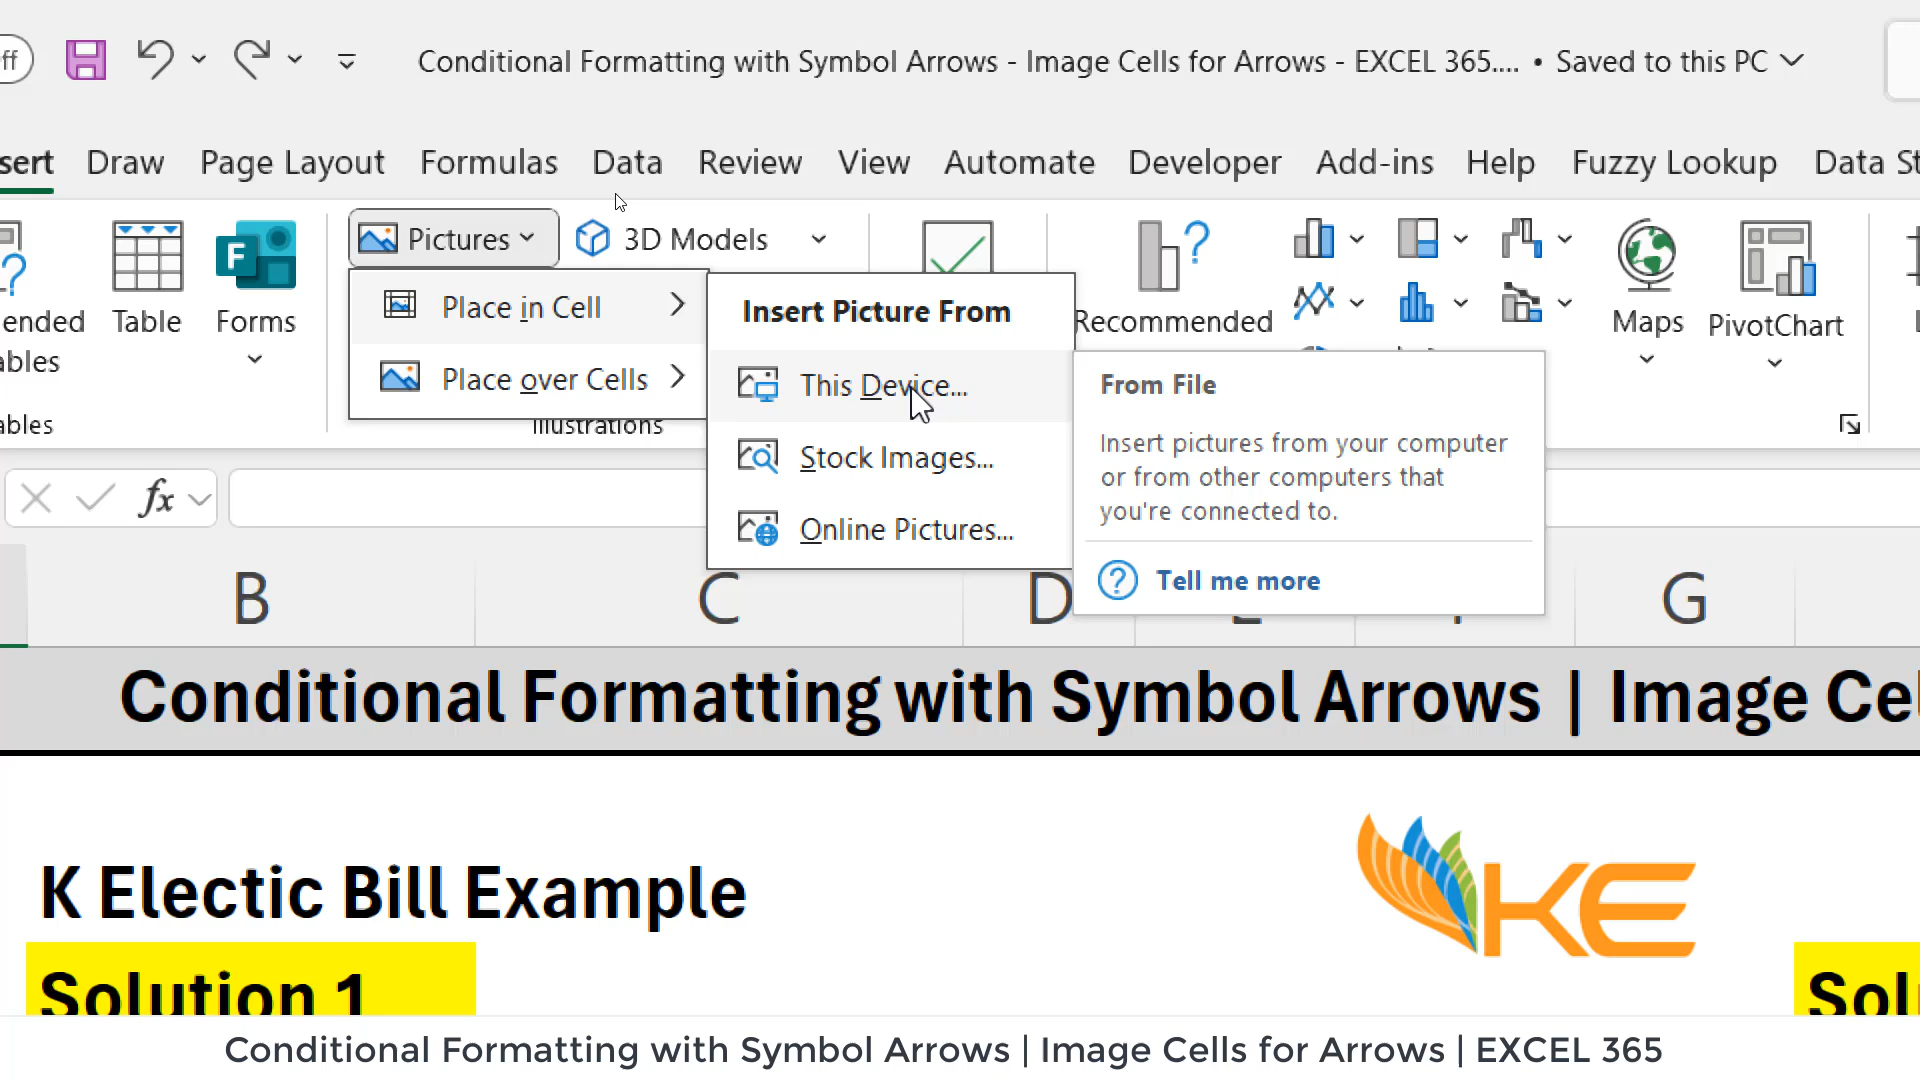 ff
Conditional Formatting with Symbol Arrows - Image Cells for Arrows - EXCEL 365.... • Saved to this PC
sert Draw Page Layout Formulas Data Review View Automate Developer Add-ins Help Fuzzy Lookup Data St
Pictures
3D Models
ended
ables
Table
F
Forms
Recommended
Maps
PivotChart
ables
Illustrations
Place in Cell
Place over Cells
Insert Picture From
This Device...
Stock Images...
Online Pictures...
From File
Insert pictures from your computer
or from other computers that
you're connected to.
Tell me more
fx
B C D G
Conditional Formatting with Symbol Arrows | Image Cel
K Electic Bill Example
KE
Solution 1
Sol
Conditional Formatting with Symbol Arrows | Image Cells for Arrows | EXCEL 365